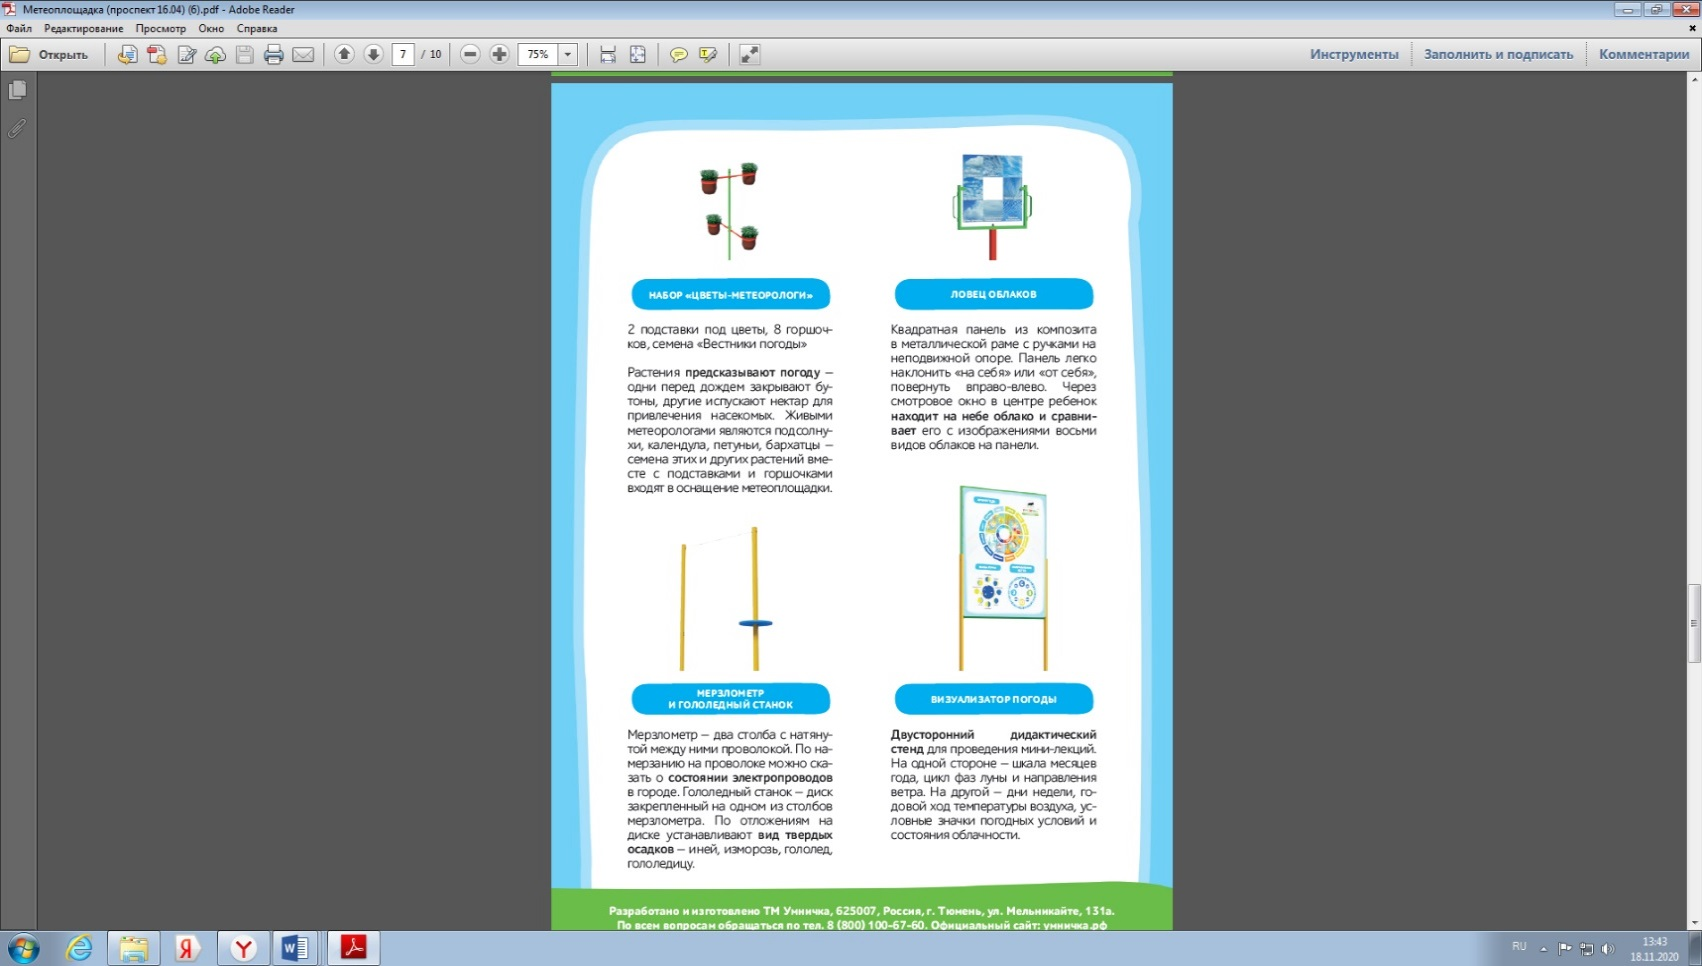 Метеоплощадка (проспект 16.04) (6).pdf - Adobe Reader
Файл Редактирование Просмотр Окно Справка
Открыть 7 / 10 75% Инструменты Заполнить и подписать Комментарии
НАБОР «ЦВЕТЫ-МЕТЕОРОЛОГИ»
2 подставки под цветы, 8 горшоч-
ков, семена «Вестники погоды»
Растения предсказывают погоду –
одни перед дождем закрывают бу-
тоны, другие испускают нектар для
привлечения насекомых. Живыми
метеорологами являются подсолну-
хи, календула, петуньи, бархатцы –
семена этих и других растений вме-
сте с подставками и горшочками
входят в оснащение метеоплощадки.
ЛОВЕЦ ОБЛАКОВ
Квадратная панель из композита
в металлической раме с ручками на
неподвижной опоре. Панель легко
наклонить «на себя» или «от себя»,
повернуть вправо-влево. Через
смотровое окно в центре ребенок
находит на небе облако и сравни-
вает его с изображениями восьми
видов облаков на панели.
МЕРЗЛОМЕТР
И ГОЛОЛЕДНЫЙ СТАНОК
Мерзлометр – два столба с натяну-
той между ними проволокой. По на-
мерзанию на проволоке можно ска-
зать о состоянии электропроводов
в городе. Гололедный станок – диск
закрепленный на одном из столбов
мерзлометра. По отложениям на
диске устанавливают вид твердых
осадков – иней, изморозь, гололед,
гололедицу.
ВИЗУАЛИЗАТОР ПОГОДЫ
Двусторонний дидактический
стенд для проведения мини-лекций.
На одной стороне – шкала месяцев
года, цикл фаз луны и направления
ветра. На другой – дни недели, го-
довой ход температуры воздуха, ус-
ловные значки погодных условий и
состояния облачности.
Разработано и изготовлено ТМ Умничка, 625007, Россия, г. Тюмень, ул. Мельникайте, 131а.
По всем вопросам обращаться по тел. 8 (800) 100-67-60. Официальный сайт: умничка.рф
RU 13:43
18.11.2020